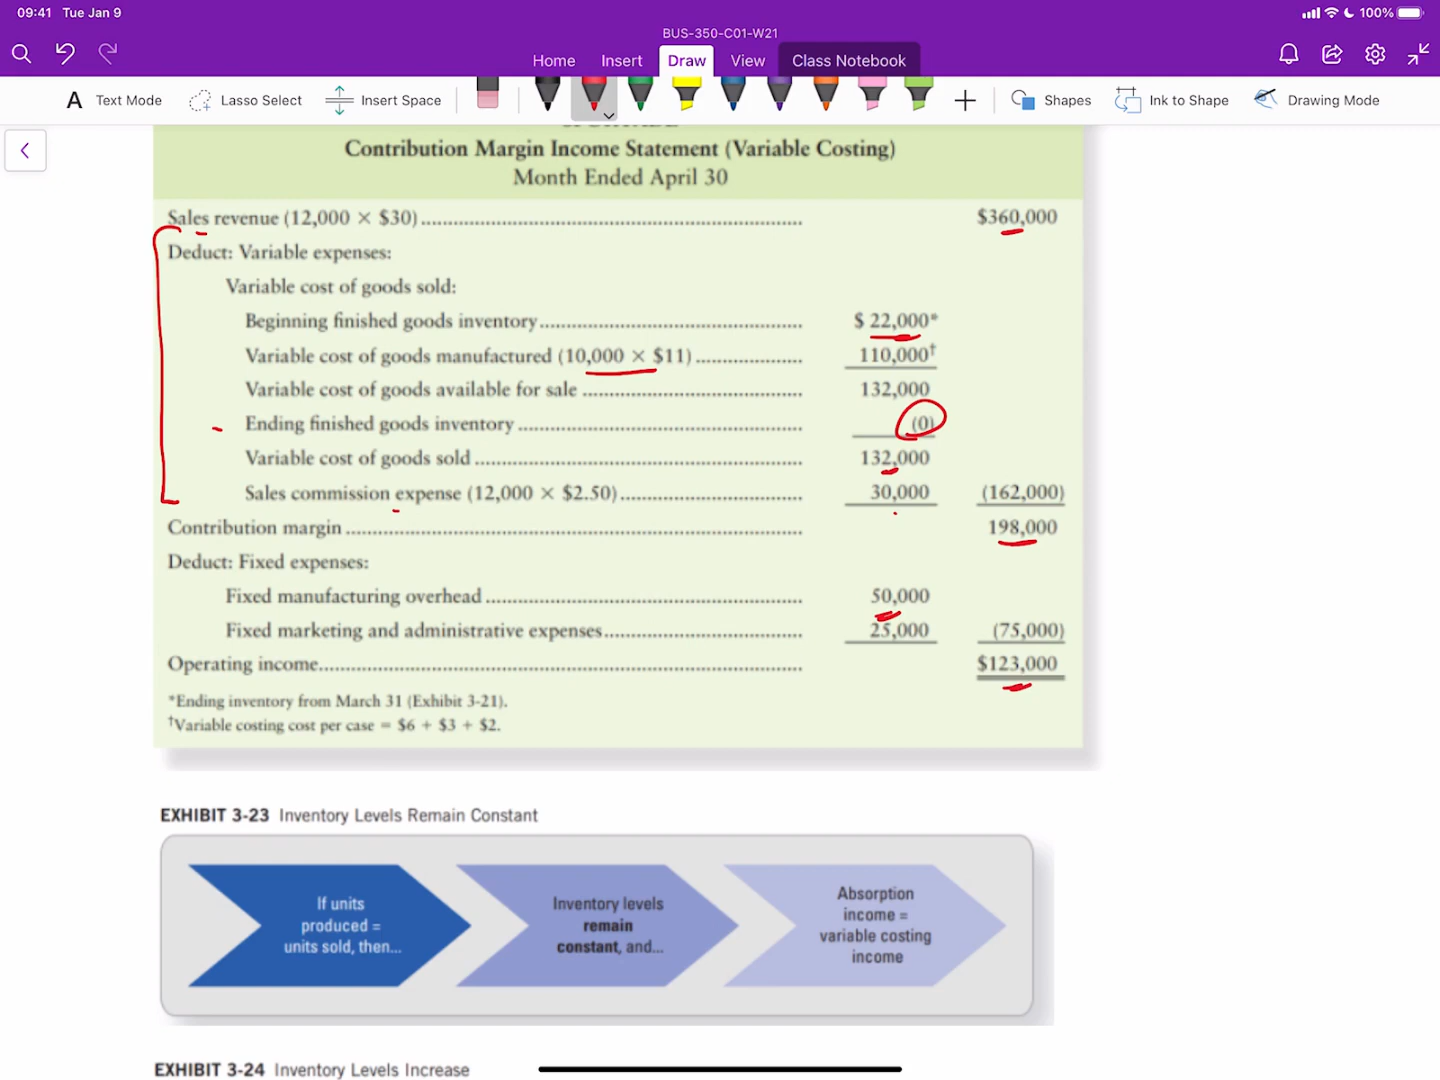 09:41 Tue Jan 9
100%
BUS-350-C01-W21
Home Insert Draw View Class Notebook
A Text Mode Lasso Select Insert Space Shapes Ink to Shape Drawing Mode
Contribution Margin Income Statement (Variable Costing)
Month Ended April 30
Sales revenue (12,000 × $30) $360,000
Deduct: Variable expenses:
Variable cost of goods sold:
Beginning finished goods inventory $ 22,000*
Variable cost of goods manufactured (10,000 × $11) 110,000†
Variable cost of goods available for sale 132,000
Ending finished goods inventory (0)
Variable cost of goods sold 132,000
Sales commission expense (12,000 × $2.50) 30,000 (162,000)
Contribution margin 198,000
Deduct: Fixed expenses:
Fixed manufacturing overhead 50,000
Fixed marketing and administrative expenses 25,000 (75,000)
Operating income $123,000
*Ending inventory from March 31 (Exhibit 3-21).
†Variable costing cost per case = $6 + $3 + $2.
EXHIBIT 3-23 Inventory Levels Remain Constant
If units
produced =
units sold, then...
Inventory levels
remain
constant, and...
Absorption
income =
variable costing
income
EXHIBIT 3-24 Inventory Levels Increase